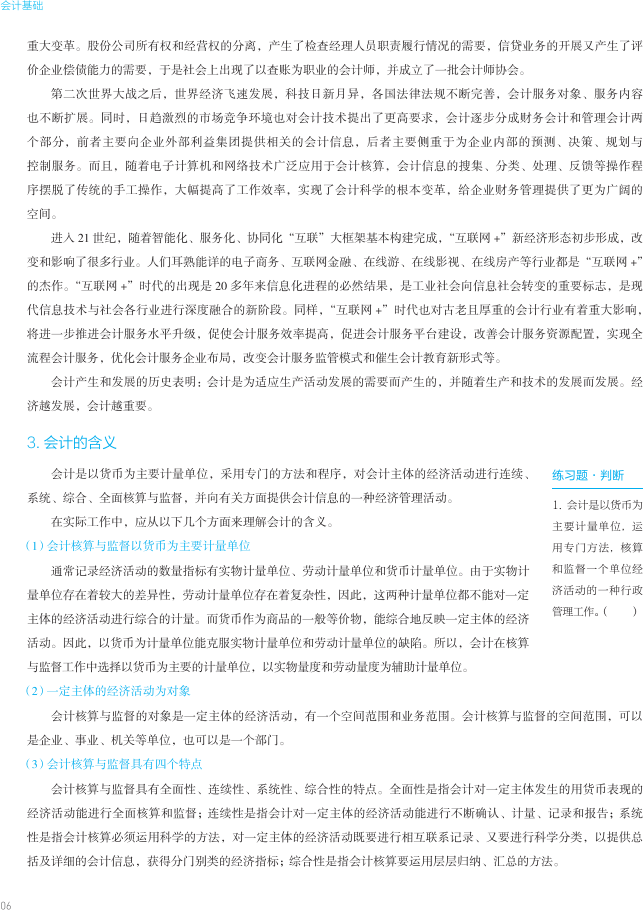 会计基础
重大变革。股份公司所有权和经营权的分离，产生了检查经理人员职责履行情况的需要，信贷业务的开展又产生了评
价企业偿债能力的需要，于是社会上出现了以查账为职业的会计师，并成立了一批会计师协会。
第二次世界大战之后，世界经济飞速发展，科技日新月异，各国法律法规不断完善，会计服务对象、服务内容
也不断扩展。同时，日趋激烈的市场竞争环境也对会计技术提出了更高要求，会计逐步分成财务会计和管理会计两
个部分，前者主要向企业外部利益集团提供相关的会计信息，后者主要侧重于为企业内部的预测、决策、规划与
控制服务。而且，随着电子计算机和网络技术广泛应用于会计核算，会计信息的搜集、分类、处理、反馈等操作程
序摆脱了传统的手工操作，大幅提高了工作效率，实现了会计科学的根本变革，给企业财务管理提供了更为广阔的
空间。
进入 21 世纪，随着智能化、服务化、协同化“互联”大框架基本构建完成，“互联网 +”新经济形态初步形成，改
变和影响了很多行业。人们耳熟能详的电子商务、互联网金融、在线游、在线影视、在线房产等行业都是“互联网 +”
的杰作。“互联网 +”时代的出现是 20 多年来信息化进程的必然结果，是工业社会向信息社会转变的重要标志，是现
代信息技术与社会各行业进行深度融合的新阶段。同样，“互联网 +”时代也对古老且厚重的会计行业有着重大影响，
将进一步推进会计服务水平升级，促使会计服务效率提高，促进会计服务平台建设，改善会计服务资源配置，实现全
流程会计服务，优化会计服务企业布局，改变会计服务监管模式和催生会计教育新形式等。
会计产生和发展的历史表明：会计是为适应生产活动发展的需要而产生的，并随着生产和技术的发展而发展。经
济越发展，会计越重要。
3. 会计的含义
会计是以货币为主要计量单位，采用专门的方法和程序，对会计主体的经济活动进行连续、
系统、综合、全面核算与监督，并向有关方面提供会计信息的一种经济管理活动。
在实际工作中，应从以下几个方面来理解会计的含义。
（1）会计核算与监督以货币为主要计量单位
通常记录经济活动的数量指标有实物计量单位、劳动计量单位和货币计量单位。由于实物计
量单位存在着较大的差异性，劳动计量单位存在着复杂性，因此，这两种计量单位都不能对一定
主体的经济活动进行综合的计量。而货币作为商品的一般等价物，能综合地反映一定主体的经济
活动。因此，以货币为计量单位能克服实物计量单位和劳动计量单位的缺陷。所以，会计在核算
与监督工作中选择以货币为主要的计量单位，以实物量度和劳动量度为辅助计量单位。
练习题 · 判断
1. 会计是以货币为
主要计量单位，运
用专门方法，核算
和监督一个单位经
济活动的一种行政
管理工作。（　　）
（2）一定主体的经济活动为对象
会计核算与监督的对象是一定主体的经济活动，有一个空间范围和业务范围。会计核算与监督的空间范围，可以
是企业、事业、机关等单位，也可以是一个部门。
（3）会计核算与监督具有四个特点
会计核算与监督具有全面性、连续性、系统性、综合性的特点。全面性是指会计对一定主体发生的用货币表现的
经济活动能进行全面核算和监督；连续性是指会计对一定主体的经济活动能进行不断确认、计量、记录和报告；系统
性是指会计核算必须运用科学的方法，对一定主体的经济活动既要进行相互联系记录、又要进行科学分类，以提供总
括及详细的会计信息，获得分门别类的经济指标；综合性是指会计核算要运用层层归纳、汇总的方法。
06